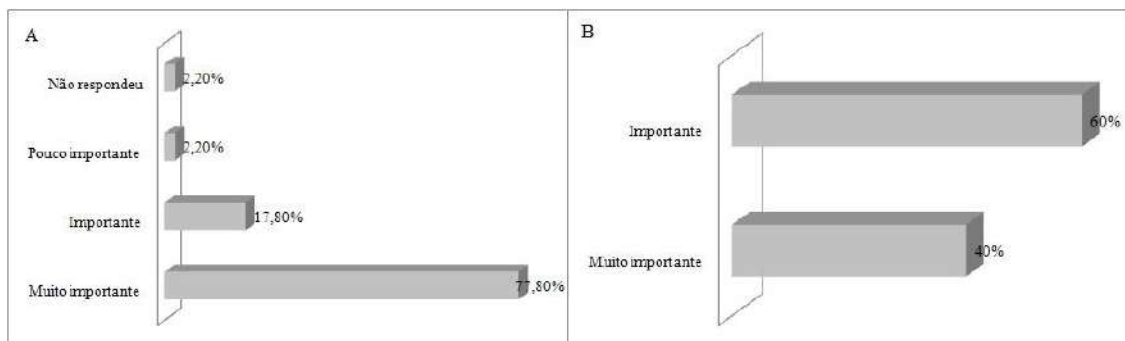 A
Não respondeu
2,20%
Pouco importante
2,20%
Importante
17,80%
Muito importante
77,80%
B
Importante
60%
Muito importante
40%